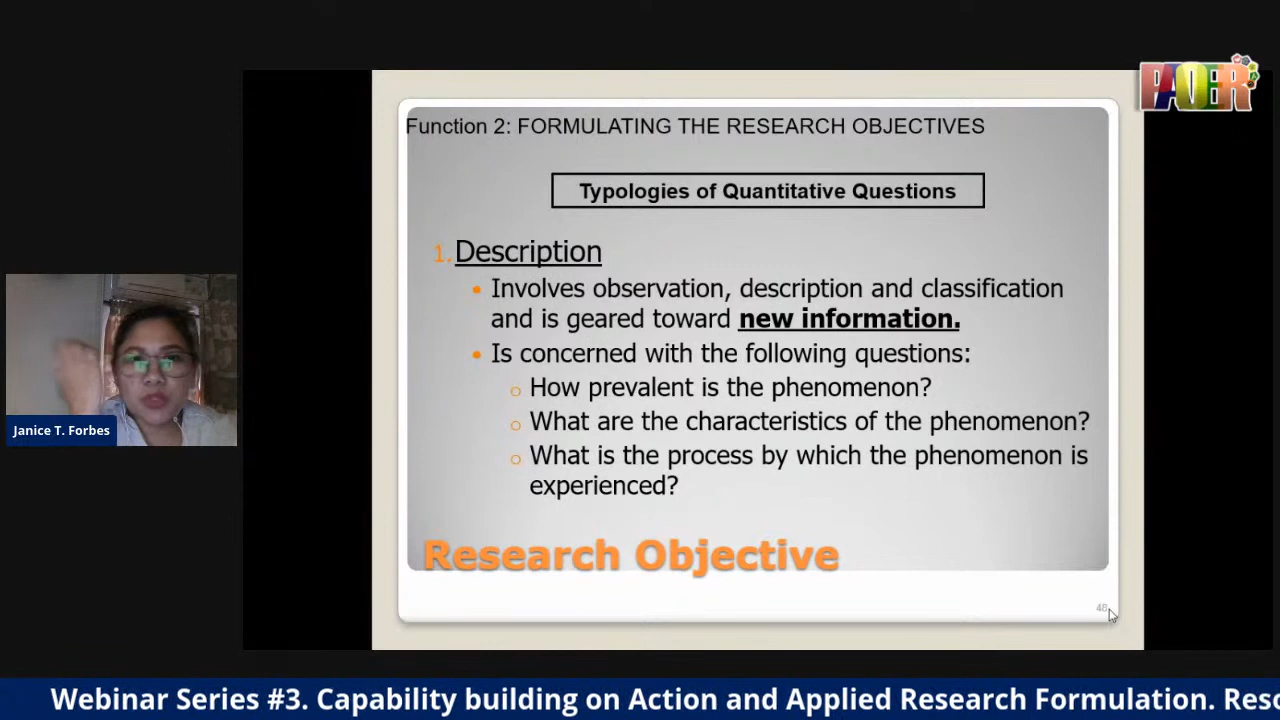 PAOER
Function 2: FORMULATING THE RESEARCH OBJECTIVES
Typologies of Quantitative Questions
1. Description
• Involves observation, description and classification
and is geared toward new information.
• Is concerned with the following questions:
o How prevalent is the phenomenon?
o What are the characteristics of the phenomenon?
o What is the process by which the phenomenon is
experienced?
Research Objective
48
Janice T. Forbes
Webinar Series #3. Capability building on Action and Applied Research Formulation. Reso